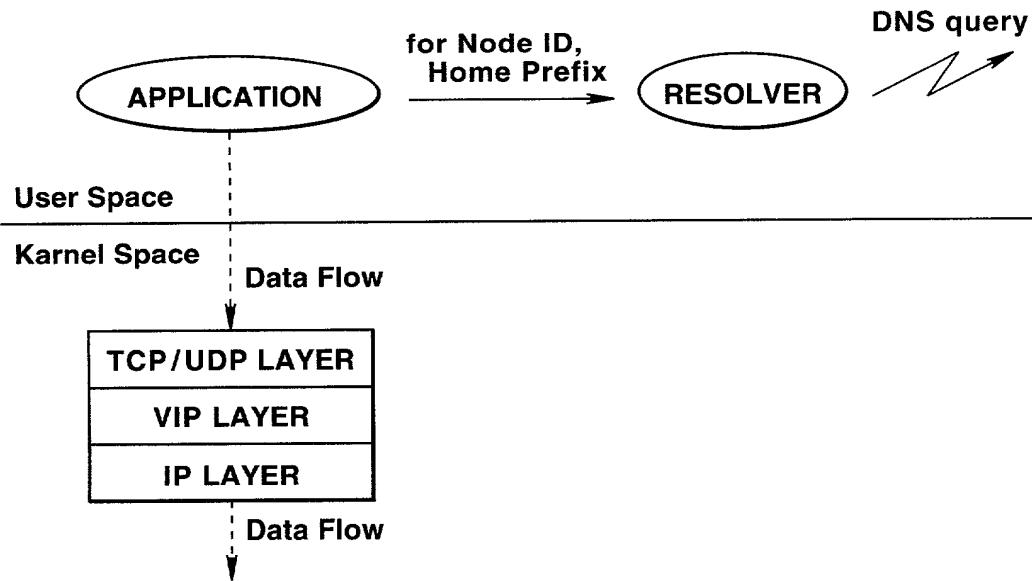 DNS query
for Node ID,
Home Prefix
APPLICATION
RESOLVER
User Space
Karnel Space
Data Flow
TCP/UDP LAYER
VIP LAYER
IP LAYER
Data Flow